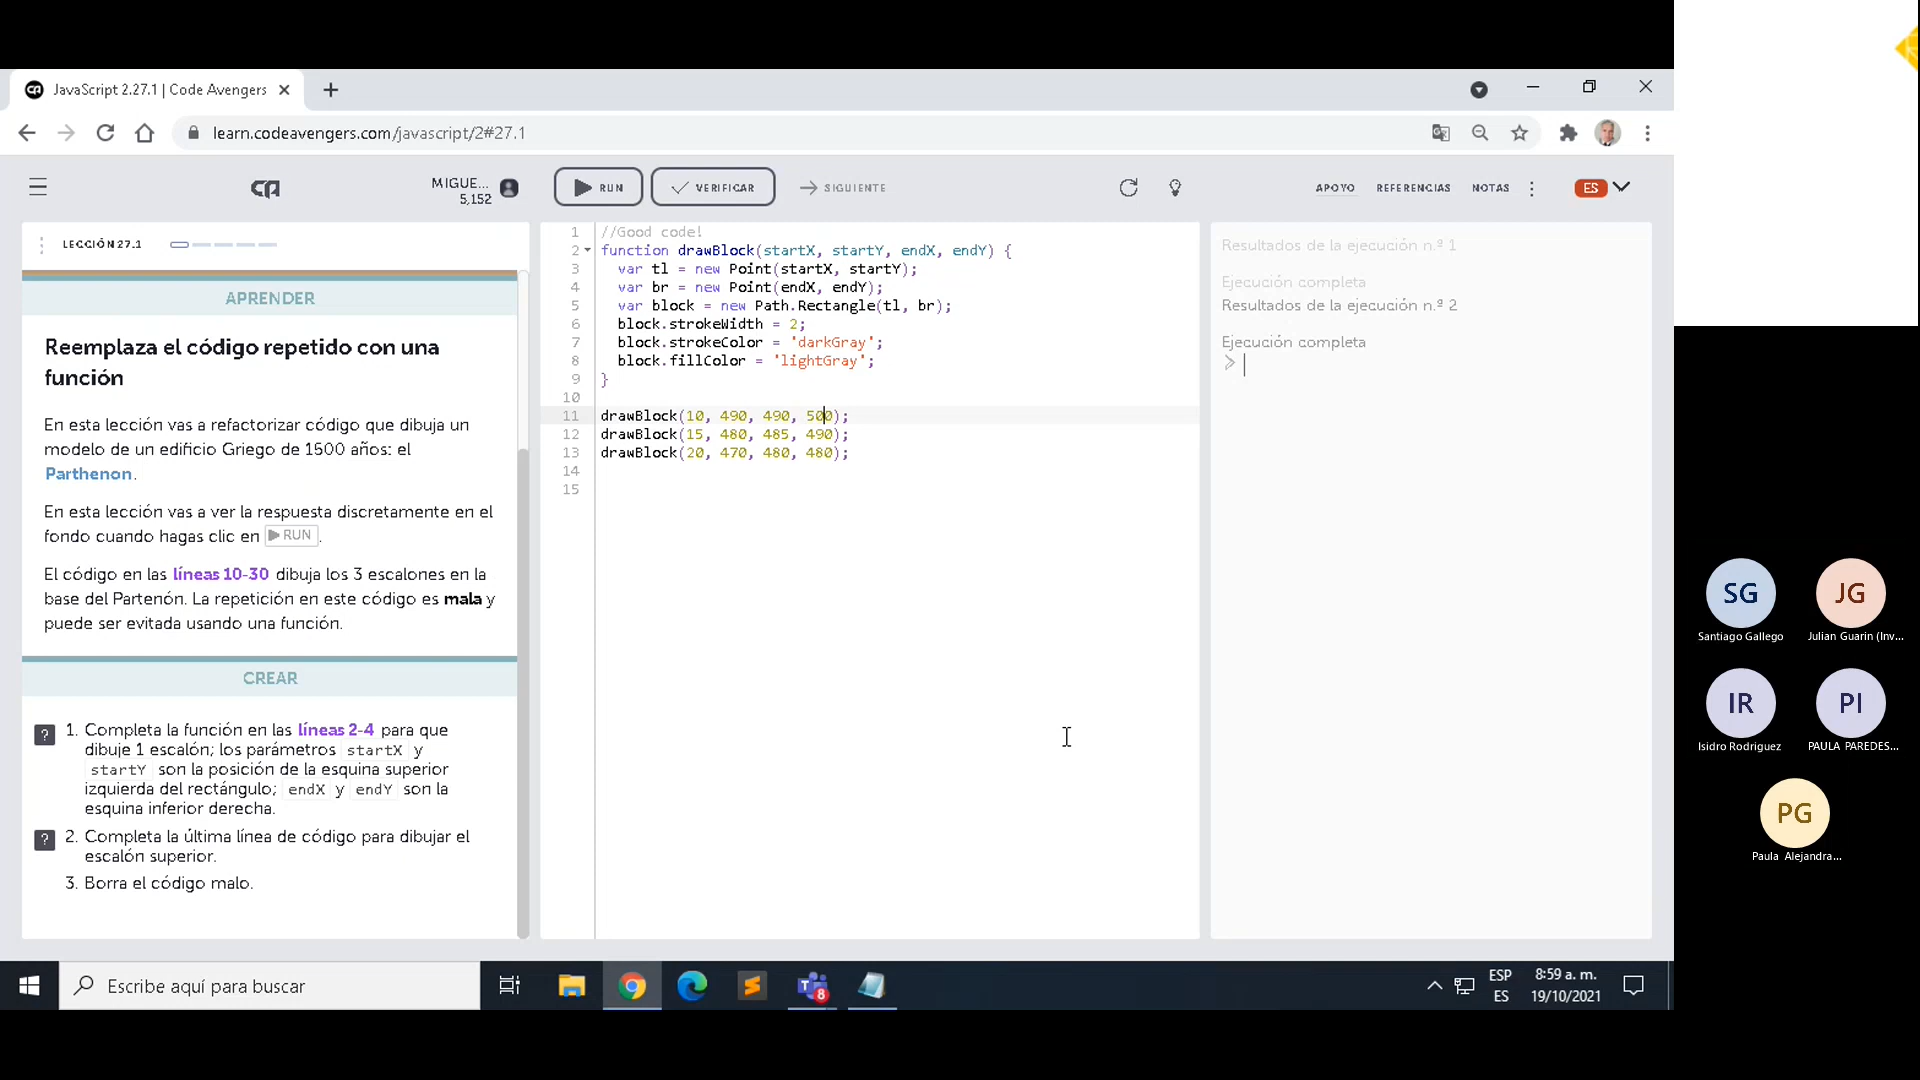 JavaScript 2.27.1 | Code Avengers
learn.codeavengers.com/javascript/2#27.1
MIGUE...
5,152
RUN
VERIFICAR
SIGUIENTE
APOYO
REFERENCIAS
NOTAS
ES
LECCIÓN 27.1
APRENDER
Reemplaza el código repetido con una
función
En esta lección vas a refactorizar código que dibuja un
modelo de un edificio Griego de 1500 años: el
Parthenon.
En esta lección vas a ver la respuesta discretamente en el
fondo cuando hagas clic en RUN.
El código en las líneas 10-30 dibuja los 3 escalones en la
base del Partenón. La repetición en este código es mala y
puede ser evitada usando una función.
CREAR
? 1. Completa la función en las líneas 2-4 para que
dibuje 1 escalón; los parámetros startX y
startY son la posición de la esquina superior
izquierda del rectángulo; endX y endY son la
esquina inferior derecha.
? 2. Completa la última línea de código para dibujar el
escalón superior.
3. Borra el código malo.
1 //Good code!
2 function drawBlock(startX, startY, endX, endY) {
3 var tl = new Point(startX, startY);
4 var br = new Point(endX, endY);
5 var block = new Path.Rectangle(tl, br);
6 block.strokeWidth = 2;
7 block.strokeColor = 'darkGray';
8 block.fillColor = 'lightGray';
9 }
10
11 drawBlock(10, 490, 490, 500);
12 drawBlock(15, 480, 485, 490);
13 drawBlock(20, 470, 480, 480);
14
15
Resultados de la ejecución n.º 1
Ejecución completa
Resultados de la ejecución n.º 2
Ejecución completa
>
SG
Santiago Gallego
JG
Julian Guarin (Inv...
IR
Isidro Rodriguez
PI
PAULA PAREDES...
PG
Paula Alejandra...
Escribe aquí para buscar
8
ESP
ES
8:59 a. m.
19/10/2021